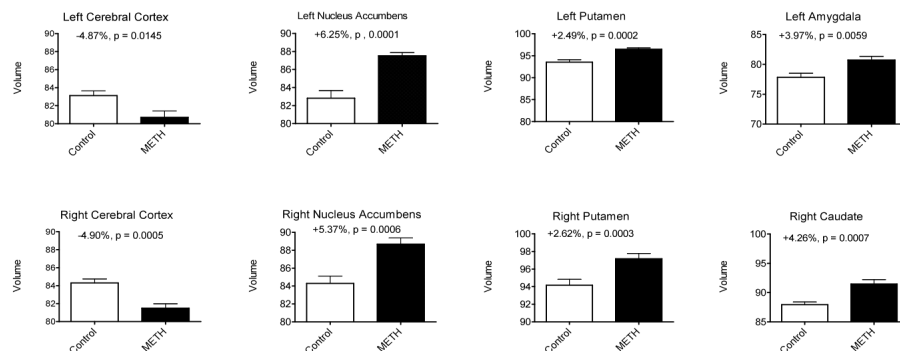 Left Cerebral Cortex
-4.87%, p = 0.0145
90
88
86
84
82
80
Volume
Control
METH
Left Nucleus Accumbens
+6.25%, p , 0.0001
90
88
86
84
82
80
Volume
Control
METH
Left Putamen
+2.49%, p = 0.0002
100
95
90
85
80
Volume
Control
METH
Left Amygdala
+3.97%, p = 0.0059
85
80
75
70
Volume
Control
METH
Right Cerebral Cortex
-4.90%, p = 0.0005
90
88
86
84
82
80
Volume
Control
METH
Right Nucleus Accumbens
+5.37%, p = 0.0006
90
88
86
84
82
80
Volume
Control
METH
Right Putamen
+2.62%, p = 0.0003
100
98
96
94
92
90
Volume
Control
METH
Right Caudate
+4.26%, p = 0.0007
100
95
90
85
Volume
Control
METH